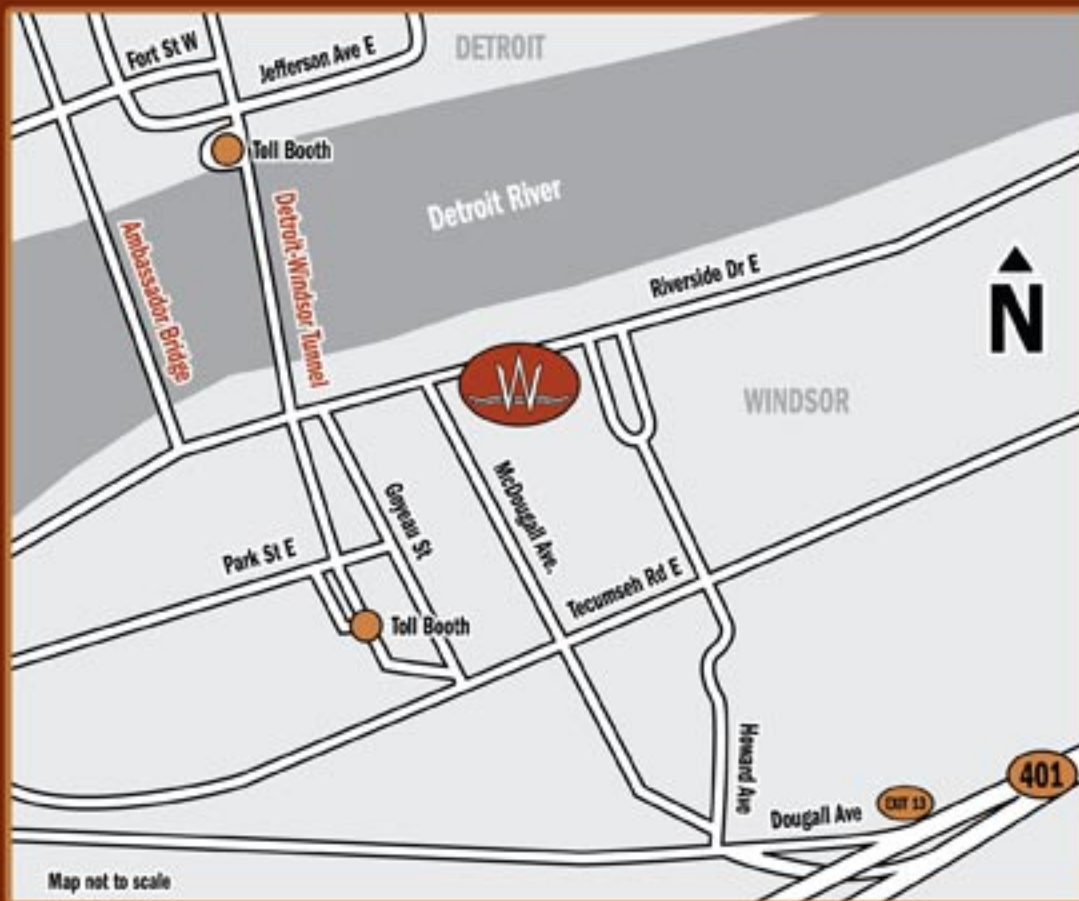 Fort St W
Jefferson Ave E
DETROIT
Toll Booth
Detroit River
Ambassador Bridge
Detroit-Windsor Tunnel
Riverside Dr E
N
W
WINDSOR
McDougall Ave.
Goyeau St
Park St E
Tecumseh Rd E
Toll Booth
Howard Ave
401
EXIT 13
Dougall Ave
Map not to scale